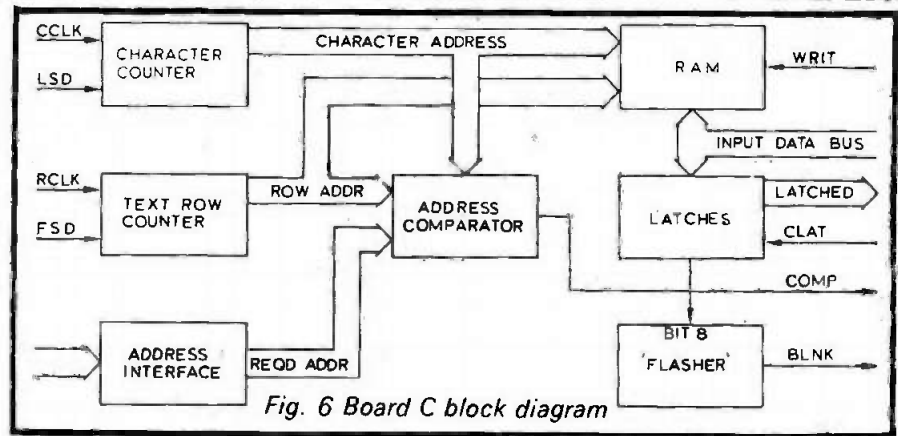 CCLK
LSD
CHARACTER
COUNTER
CHARACTER ADDRESS
RAM
WRIT
INPUT DATA BUS
RCLK
FSD
TEXT ROW
COUNTER
ROW ADDR
ADDRESS
COMPARATOR
LATCHES
LATCHED
CLAT
COMP
ADDRESS
INTERFACE
REQD ADDR
BIT 8
'FLASHER'
BLNK
Fig. 6 Board C block diagram